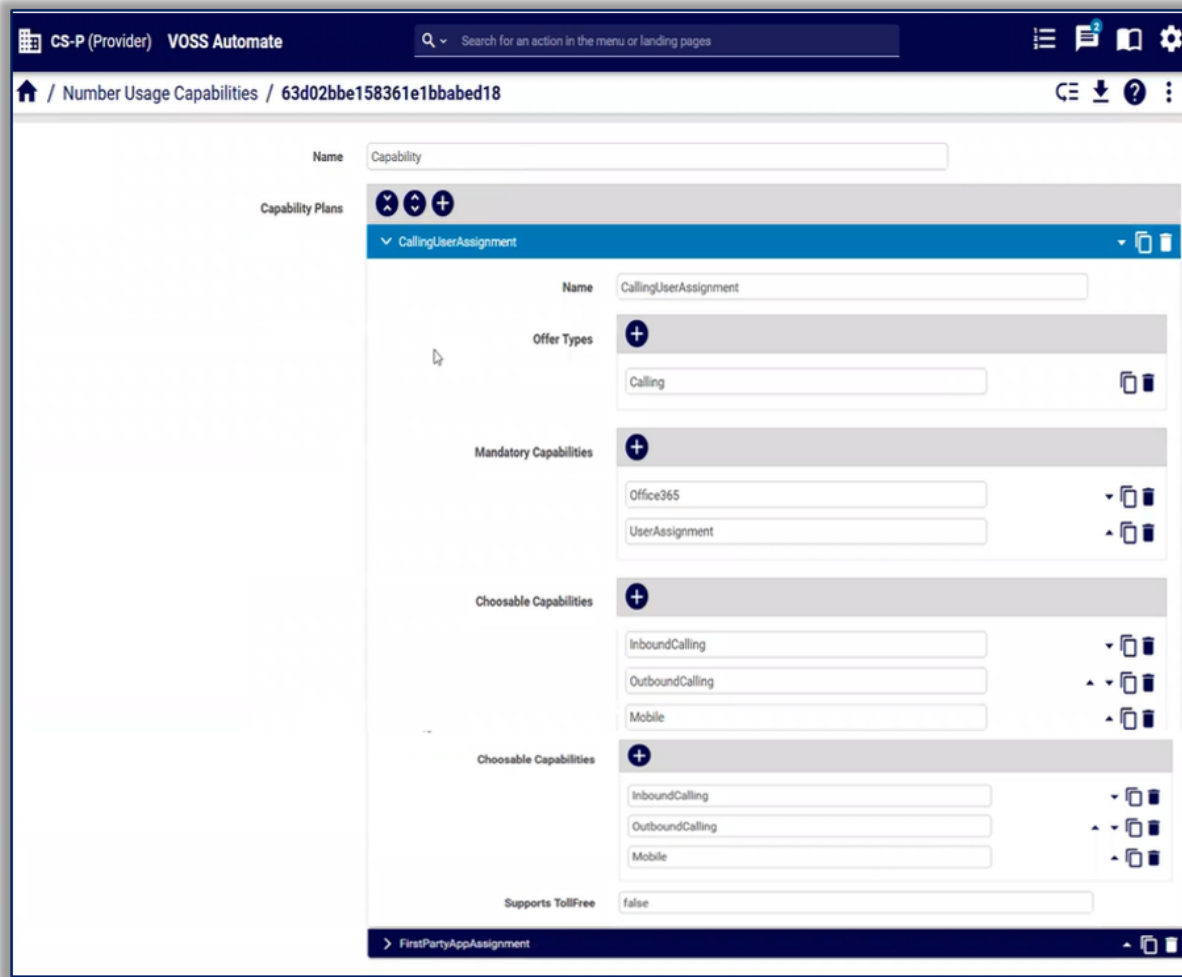 CS-P (Provider) VOSS Automate
Search for an action in the menu or landing pages
2
/ Number Usage Capabilities / 63d02bbe158361e1bbabed18
Name Capability
Capability Plans
CallingUserAssignment
Name CallingUserAssignment
Offer Types
Calling
Mandatory Capabilities
Office365
UserAssignment
Choosable Capabilities
InboundCalling
OutboundCalling
Mobile
Choosable Capabilities
InboundCalling
OutboundCalling
Mobile
Supports TollFree false
FirstPartyAppAssignment